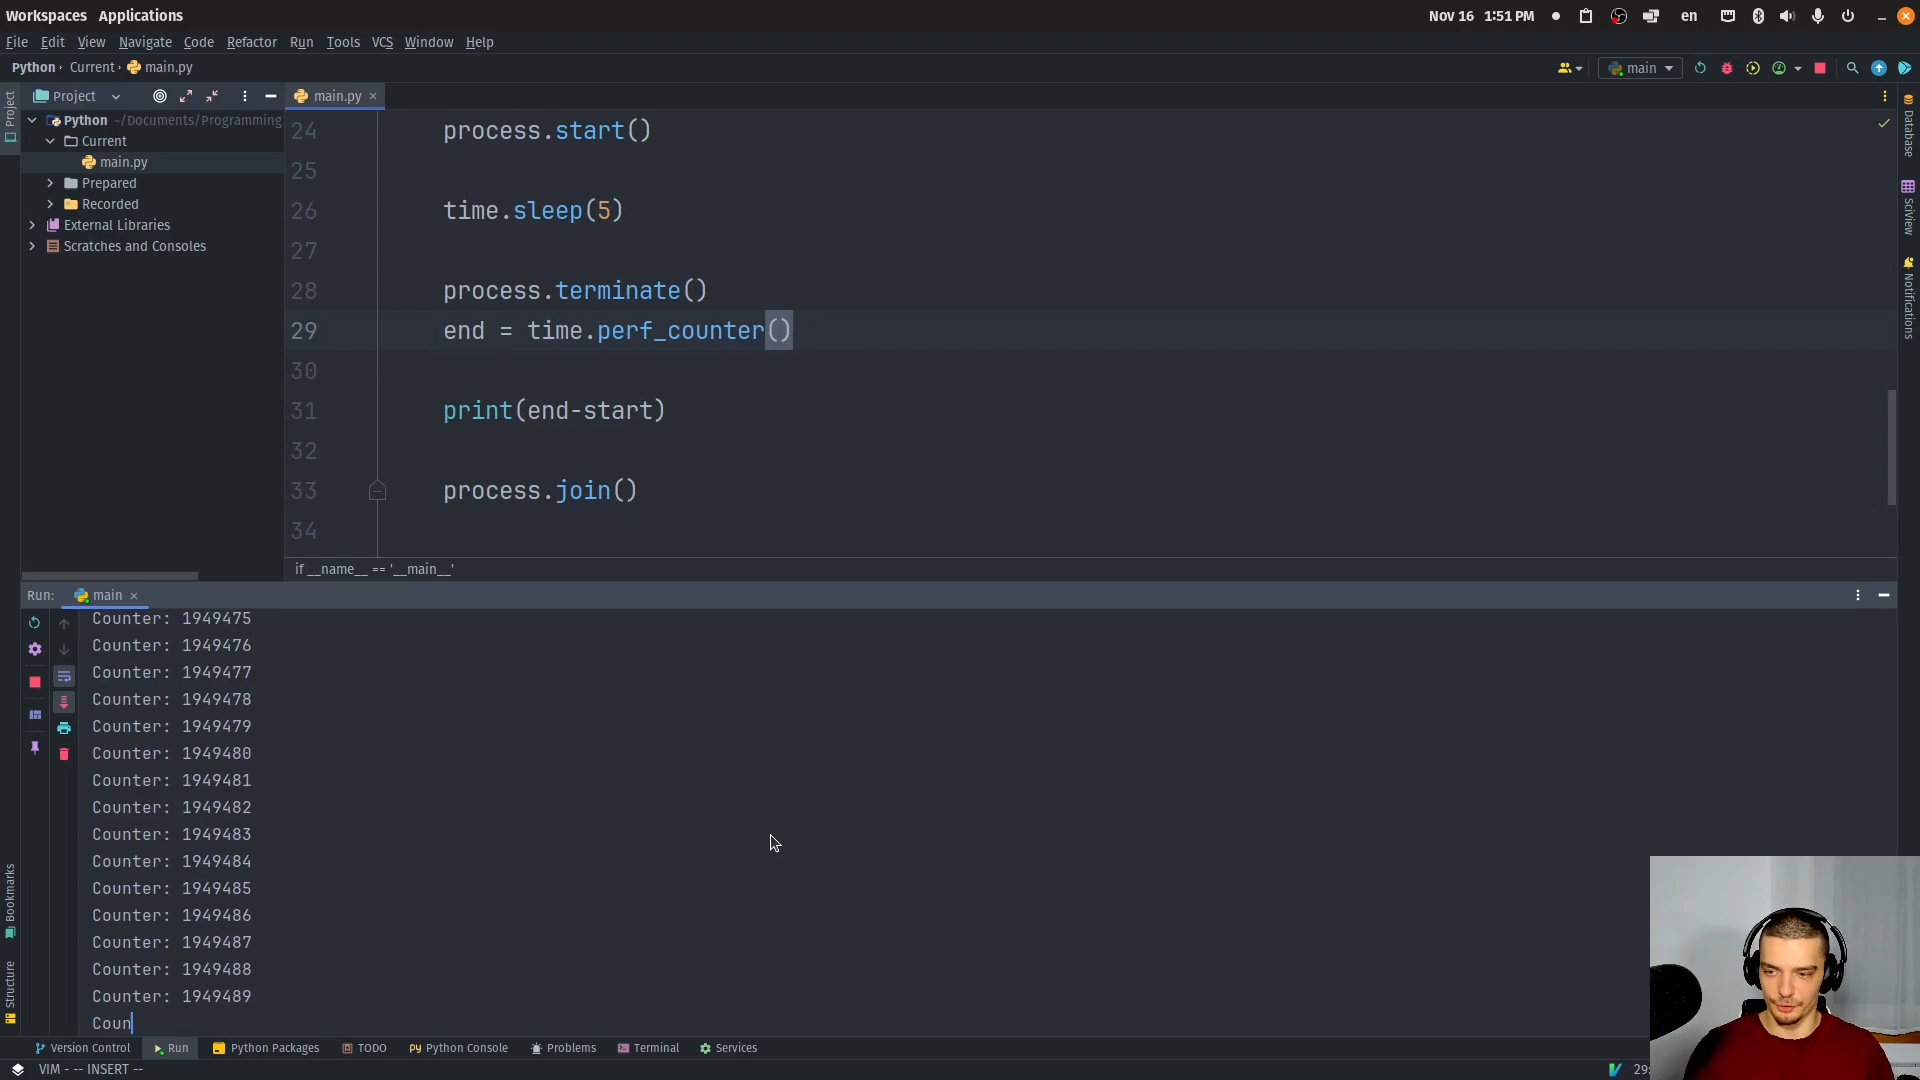 Workspaces Applications
Nov 16 1:51 PM
en
File Edit View Navigate Code Refactor Run Tools VCS Window Help
Python Current main.py
main
Project
main.py
Python ~/Documents/Programming
Current
main.py
Prepared
Recorded
External Libraries
Scratches and Consoles
Project
Bookmarks
Structure
Database
SciView
Notifications
24 process.start()
25
26 time.sleep(5)
27
28 process.terminate()
29 end = time.perf_counter()
30
31 print(end-start)
32
33 process.join()
34
if __name__ == '__main__'
Run: main
Counter: 1949475
Counter: 1949476
Counter: 1949477
Counter: 1949478
Counter: 1949479
Counter: 1949480
Counter: 1949481
Counter: 1949482
Counter: 1949483
Counter: 1949484
Counter: 1949485
Counter: 1949486
Counter: 1949487
Counter: 1949488
Counter: 1949489
Coun
Version Control Run Python Packages TODO Python Console Problems Terminal Services
VIM - -- INSERT --
29: